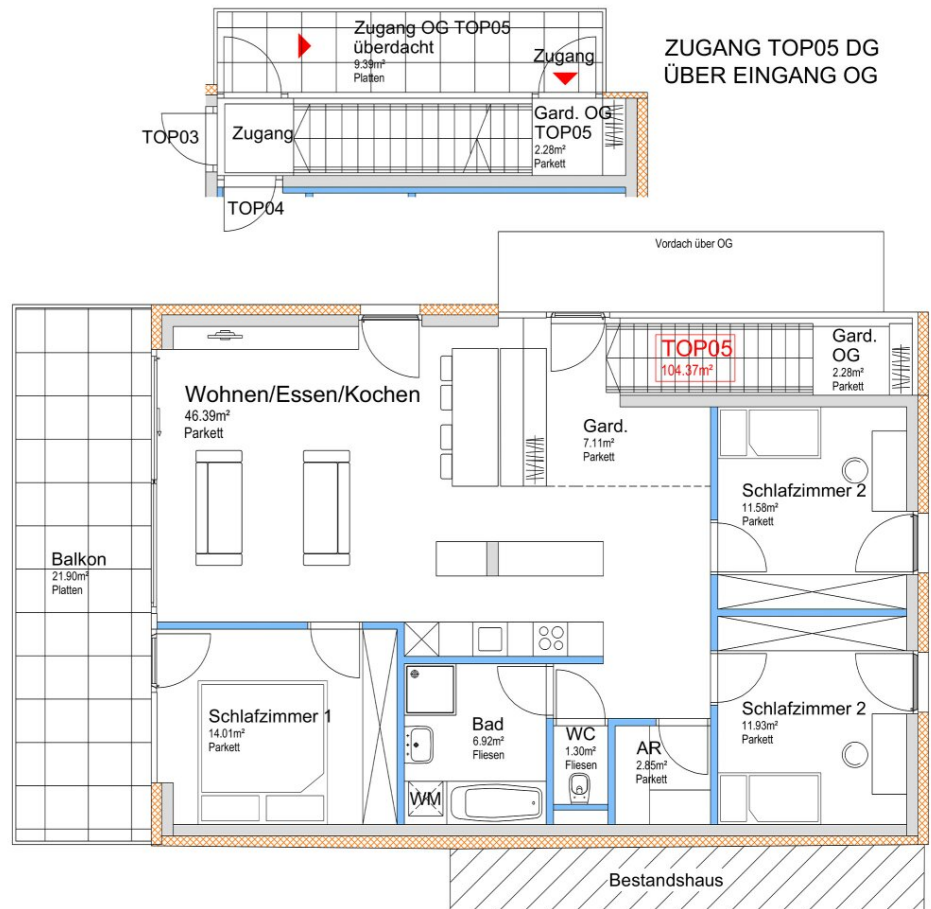 Zugang OG TOP05
überdacht
9.39m²
Platten
Zugang
ZUGANG TOP05 DG
ÜBER EINGANG OG
TOP03
Zugang
Gard. OG
TOP05
2.28m²
Parkett
TOP04
Vordach über OG
TOP05
104.37m²
Gard.
OG
2.28m²
Parkett
Wohnen/Essen/Kochen
46.39m²
Parkett
Gard.
7.11m²
Parkett
Schlafzimmer 2
11.58m²
Parkett
Balkon
21.90m²
Platten
Schlafzimmer 1
14.01m²
Parkett
Bad
6.92m²
Fliesen
WM
WC
1.30m²
Fliesen
AR
2.85m²
Parkett
Schlafzimmer 2
11.93m²
Parkett
Bestandshaus